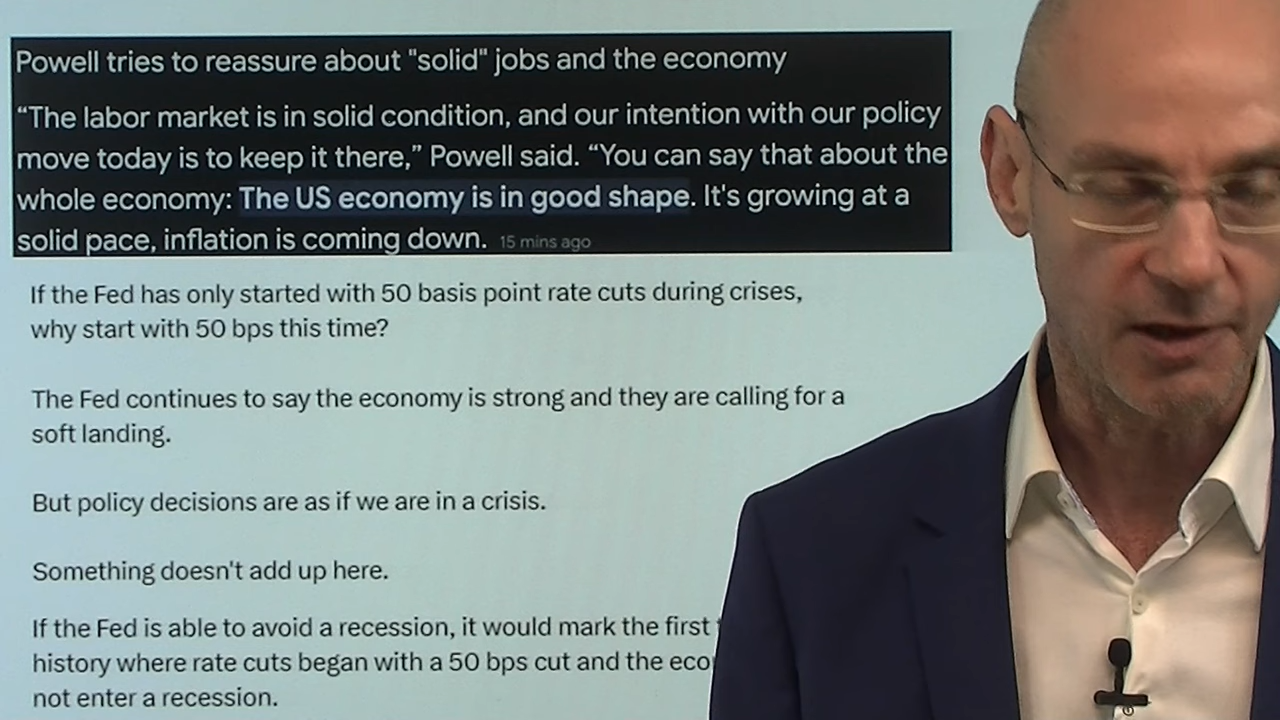 Powell tries to reassure about "solid" jobs and the economy
“The labor market is in solid condition, and our intention with our policy
move today is to keep it there,” Powell said. “You can say that about the
whole economy: The US economy is in good shape. It's growing at a
solid pace, inflation is coming down. 15 mins ago
If the Fed has only started with 50 basis point rate cuts during crises,
why start with 50 bps this time?
The Fed continues to say the economy is strong and they are calling for a
soft landing.
But policy decisions are as if we are in a crisis.
Something doesn't add up here.
If the Fed is able to avoid a recession, it would mark the first
history where rate cuts began with a 50 bps cut and the
not enter a recession.